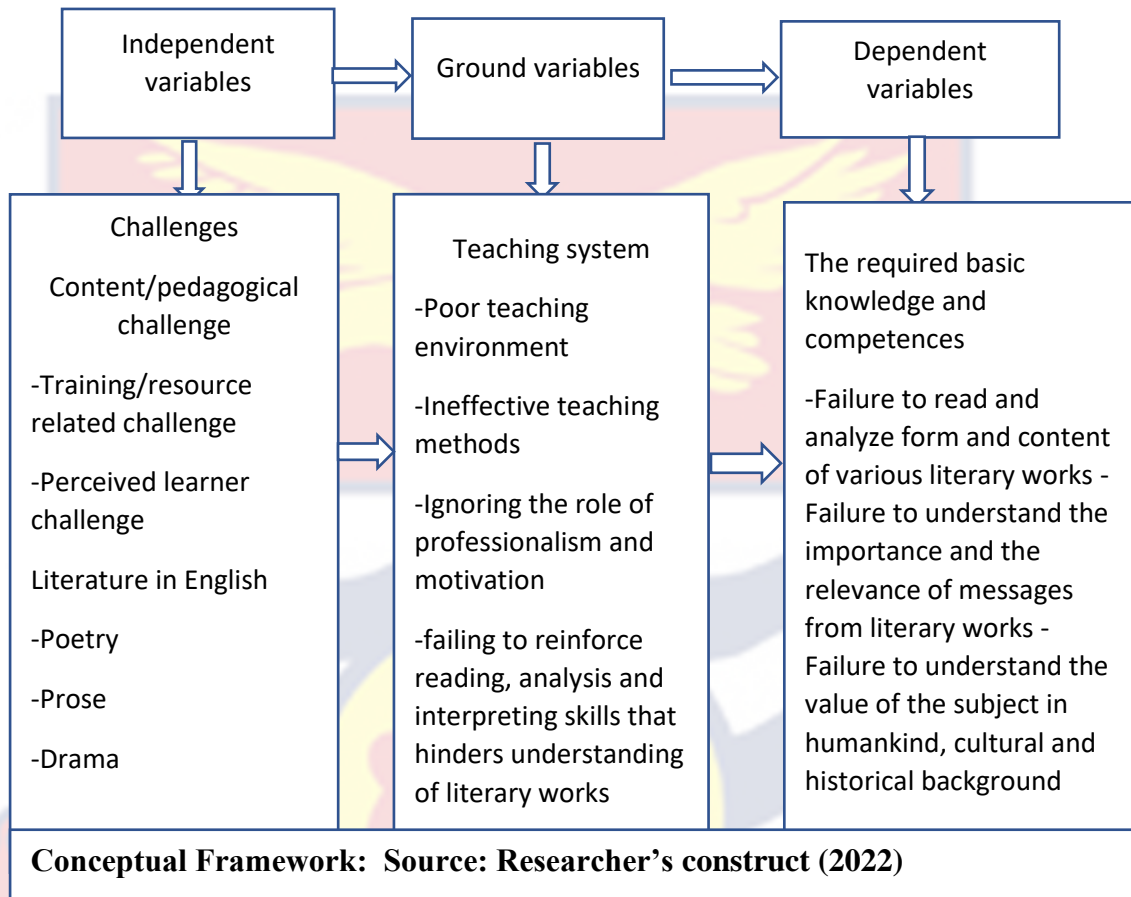 Independent
variables
Ground variables
Dependent
variables
Challenges
Content/pedagogical
challenge
-Training/resource
related challenge
-Perceived learner
challenge
Literature in English
-Poetry
-Prose
-Drama
Teaching system
-Poor teaching
environment
-Ineffective teaching
methods
-Ignoring the role of
professionalism and
motivation
-failing to reinforce
reading, analysis and
interpreting skills that
hinders understanding
of literary works
The required basic
knowledge and
competences
-Failure to read and
analyze form and content
of various literary works -
Failure to understand the
importance and the
relevance of messages
from literary works -
Failure to understand the
value of the subject in
humankind, cultural and
historical background
Conceptual Framework: Source: Researcher’s construct (2022)